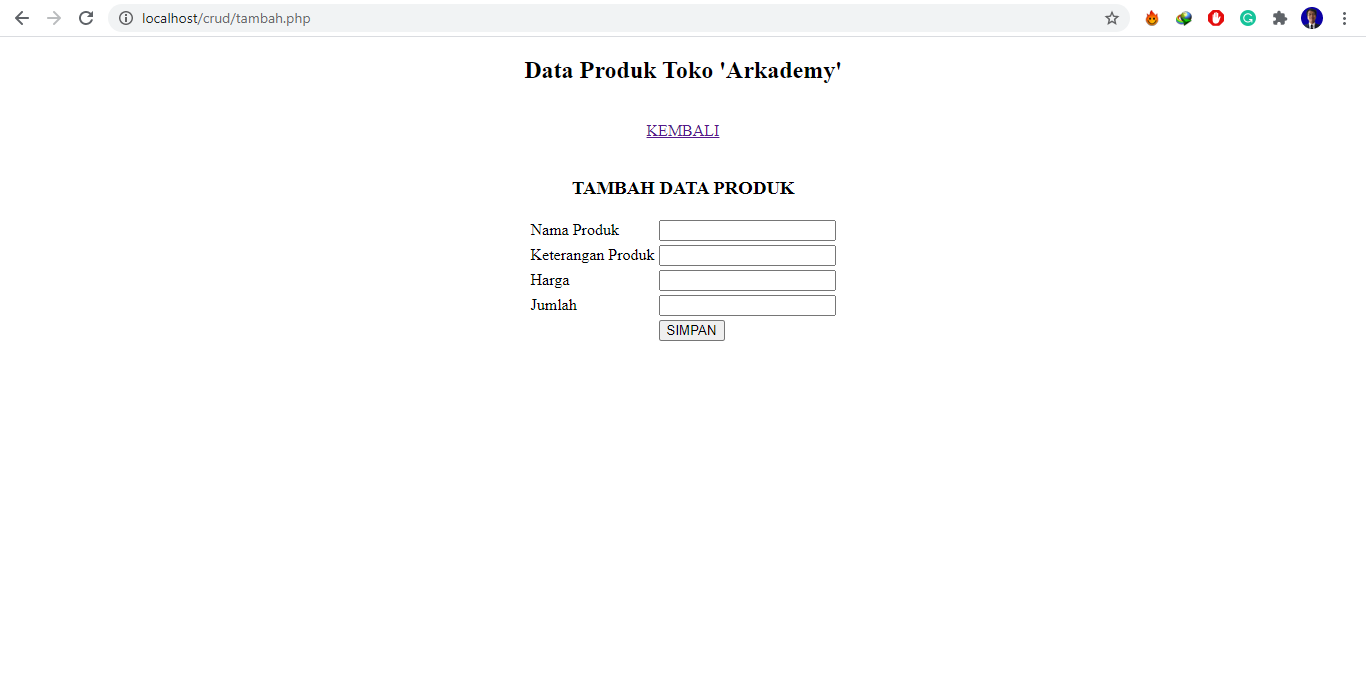 localhost/crud/tambah.php
Data Produk Toko 'Arkademy'
KEMBALI
TAMBAH DATA PRODUK
Nama Produk
Keterangan Produk
Harga
Jumlah
SIMPAN